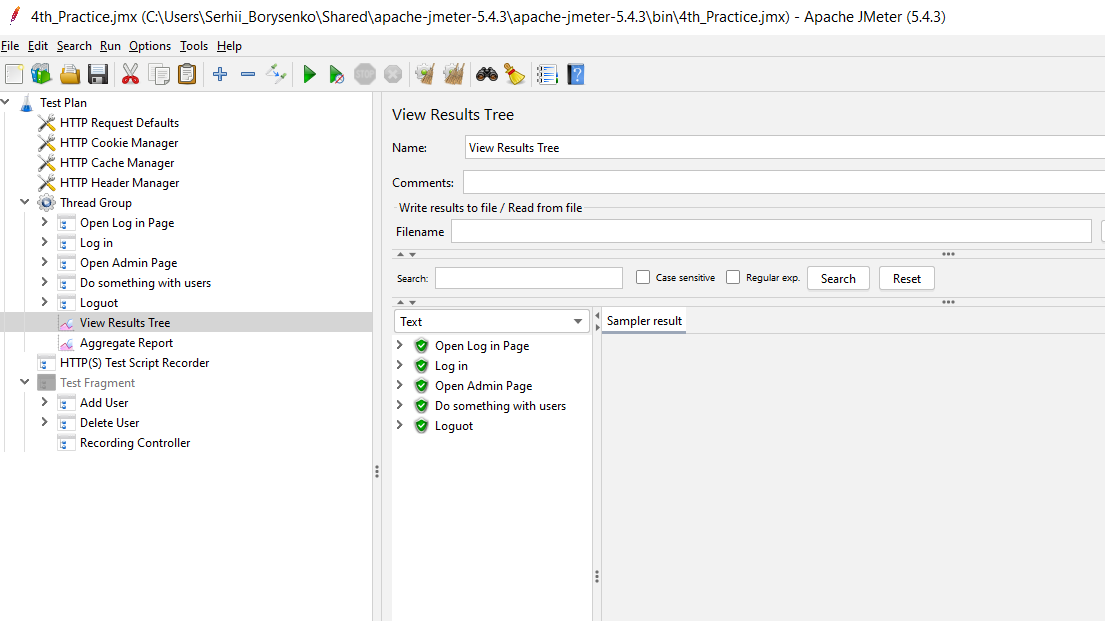 4th_Practice.jmx (C:\Users\Serhii_Borysenko\Shared\apache-jmeter-5.4.3\apache-jmeter-5.4.3\bin\4th_Practice.jmx) - Apache JMeter (5.4.3)
File Edit Search Run Options Tools Help
STOP
?
Test Plan
HTTP Request Defaults
HTTP Cookie Manager
HTTP Cache Manager
HTTP Header Manager
Thread Group
Open Log in Page
Log in
Open Admin Page
Do something with users
Loguot
View Results Tree
Aggregate Report
HTTP(S) Test Script Recorder
Test Fragment
Add User
Delete User
Recording Controller
View Results Tree
Name: View Results Tree
Comments:
Write results to file / Read from file
Filename
Search: Case sensitive Regular exp. Search Reset
Text
Sampler result
Open Log in Page
Log in
Open Admin Page
Do something with users
Loguot